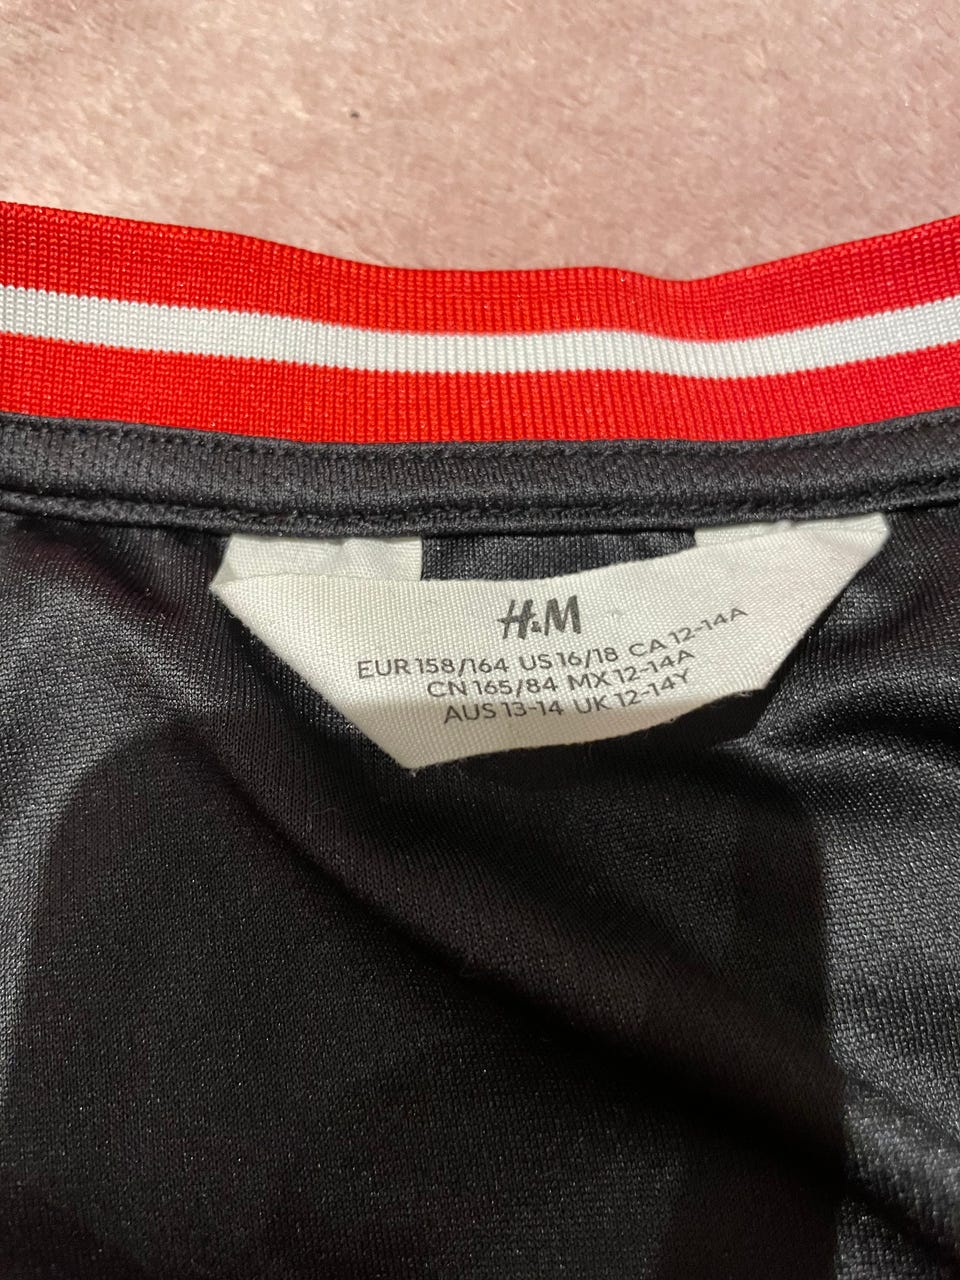 H&M
EUR 158/164 US 16/18 CA 12-14A
CN 165/84 MX 12-14A
AUS 13-14 UK 12-14Y